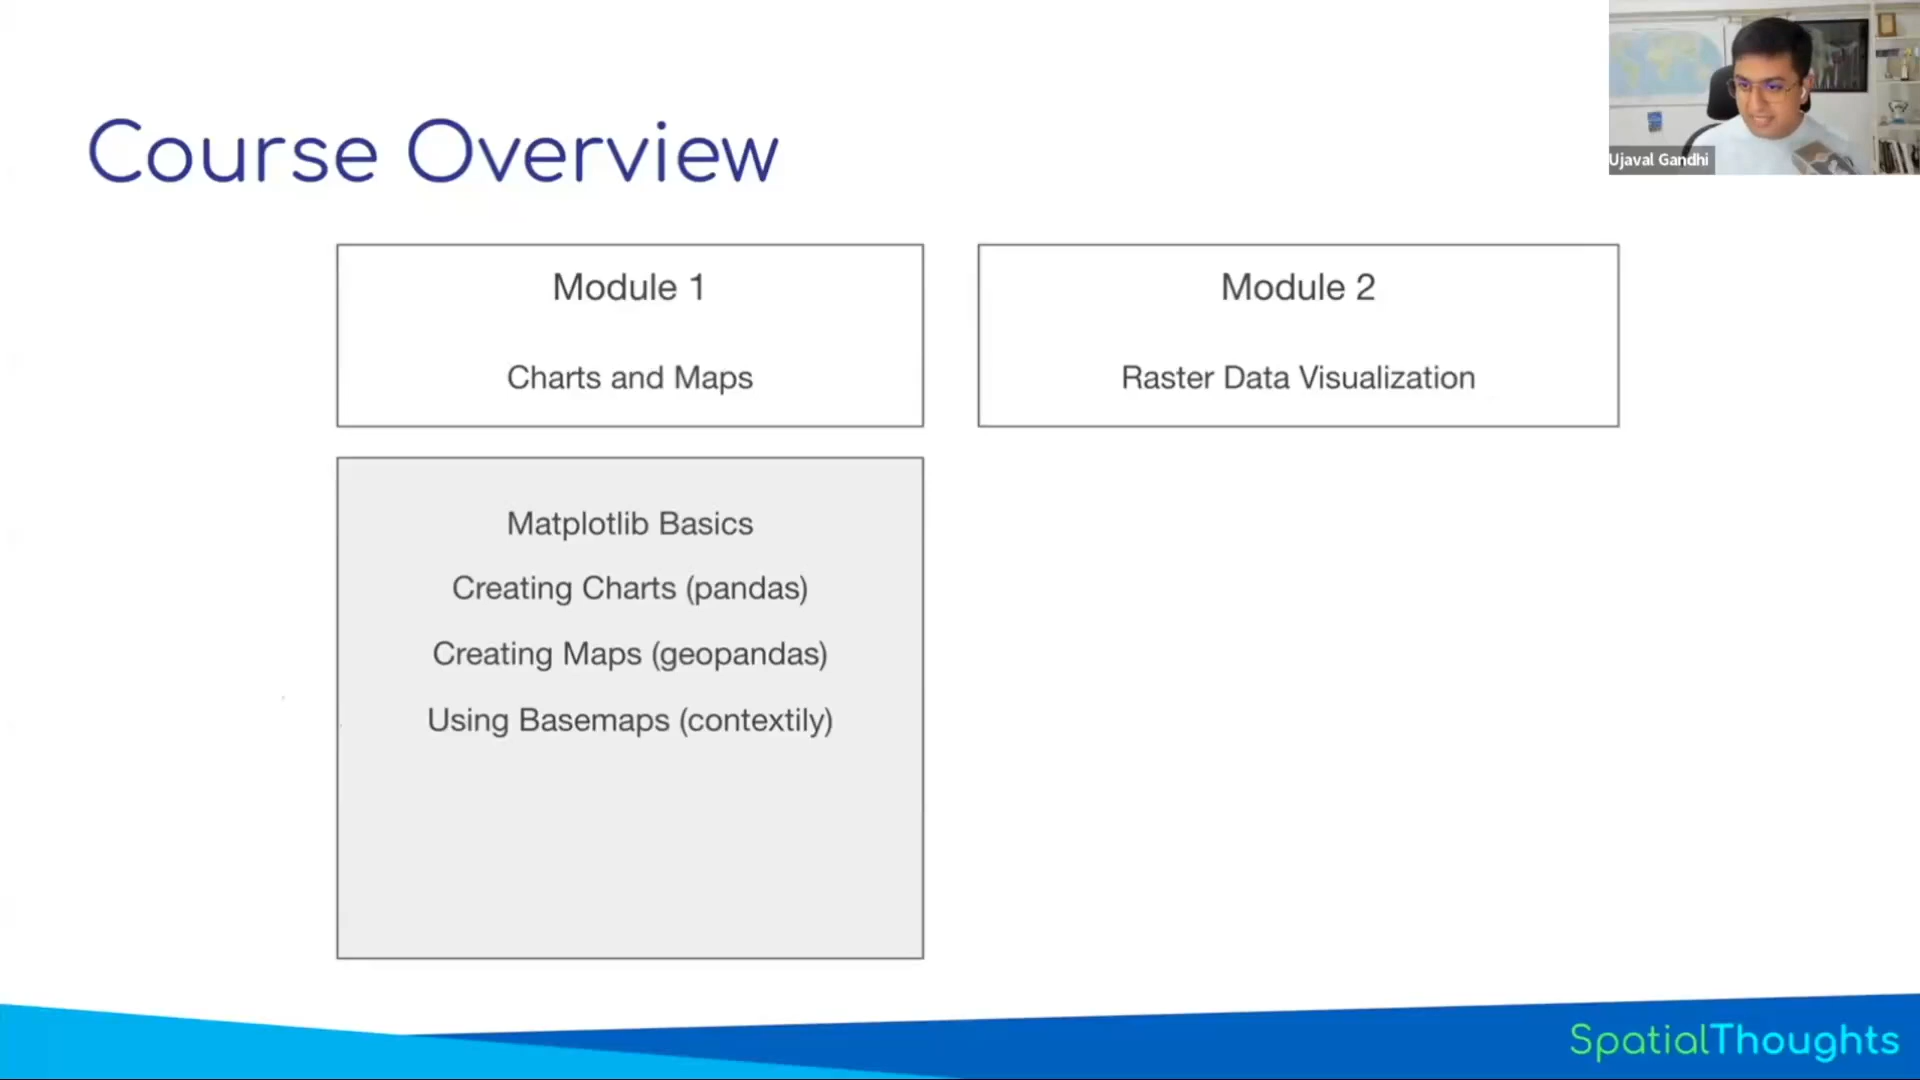 Course Overview
Ujaval Gandhi
Module 1
Charts and Maps
Module 2
Raster Data Visualization
Matplotlib Basics
Creating Charts (pandas)
Creating Maps (geopandas)
Using Basemaps (contextily)
SpatialThoughts